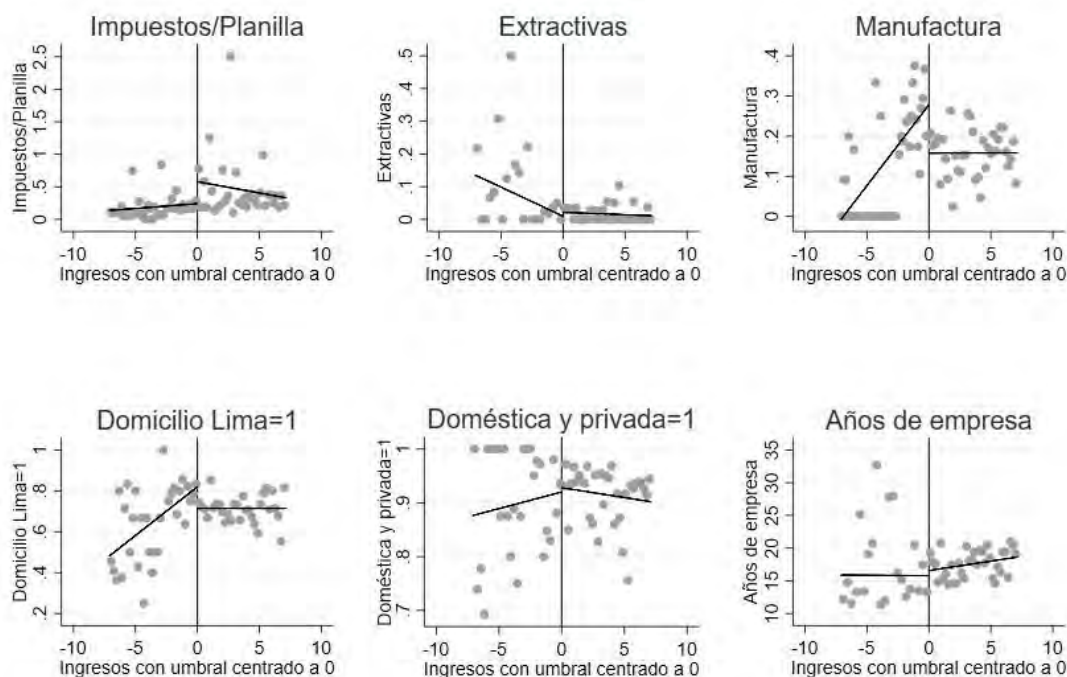 Impuestos/Planilla
Impuestos/Planilla
0 .5 1 1.5 2 2.5
-10 -5 0 5 10
Ingresos con umbral centrado a 0
Extractivas
Extractivas
0 .1 .2 .3 .4 .5
-10 -5 0 5 10
Ingresos con umbral centrado a 0
Manufactura
Manufactura
0 .1 .2 .3 .4
-10 -5 0 5 10
Ingresos con umbral centrado a 0
Domicilio Lima=1
Domicilio Lima=1
.2 .4 .6 .8 1
-10 -5 0 5 10
Ingresos con umbral centrado a 0
Doméstica y privada=1
Doméstica y privada=1
.7 .8 .9 1
-10 -5 0 5 10
Ingresos con umbral centrado a 0
Años de empresa
Años de empresa
10 15 20 25 30 35
-10 -5 0 5 10
Ingresos con umbral centrado a 0